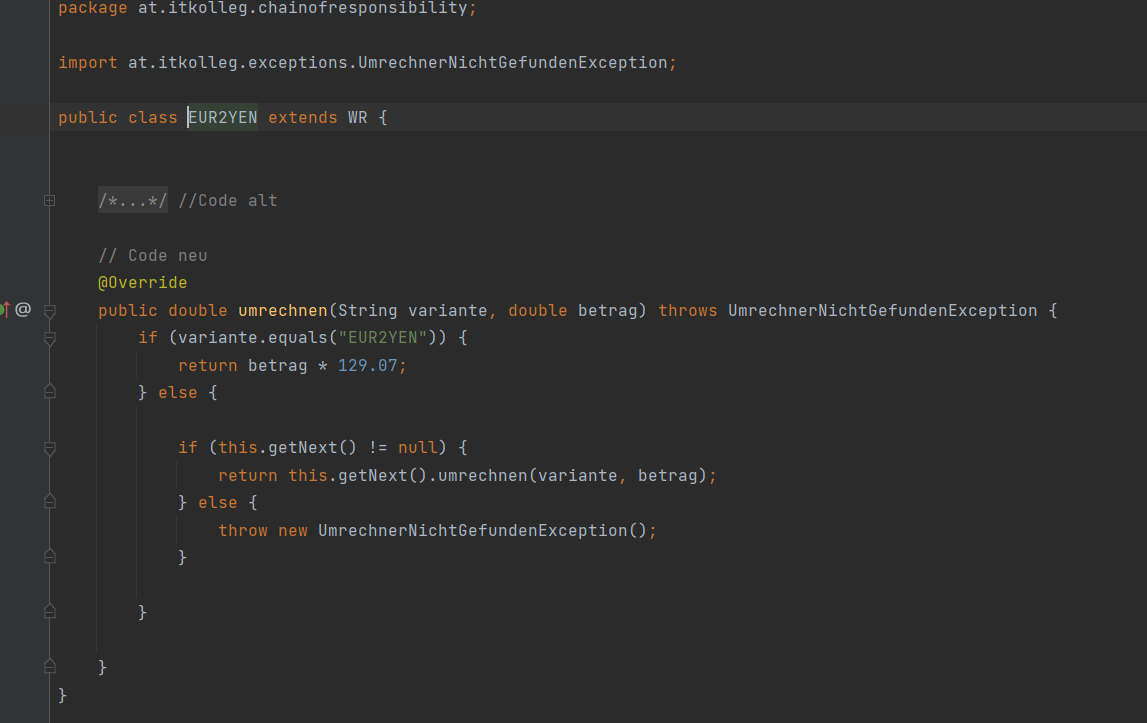 package at.itkolleg.chainofresponsibility;
import at.itkolleg.exceptions.UmrechnerNichtGefundenException;
public class EUR2YEN extends WR {
/*...*/ //Code alt
// Code neu
@Override
@ public double umrechnen(String variante, double betrag) throws UmrechnerNichtGefundenException {
if (variante.equals("EUR2YEN")) {
return betrag * 129.07;
} else {
if (this.getNext() != null) {
return this.getNext().umrechnen(variante, betrag);
} else {
throw new UmrechnerNichtGefundenException();
}
}
}
}